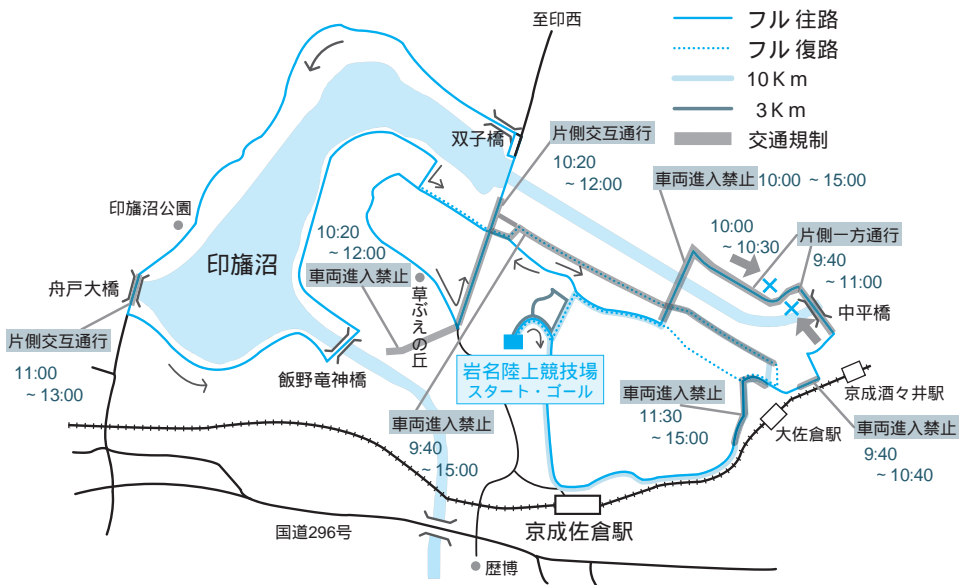 至印西
フル 往路
フル 復路
10Ｋｍ
3Ｋｍ
交通規制
双子橋
片側交互通行
10:20
～12:00
車両進入禁止
10:00 ～15:00
印旛沼公園
10:00
～10:30
片側一方通行
9:40
～11:00
10:20
～12:00
車両進入禁止
印旛沼
草ぶえの丘
舟戸大橋
中平橋
片側交互通行
11:00
～13:00
飯野竜神橋
岩名陸上競技場
スタート・ゴール
京成酒々井駅
車両進入禁止
11:30
～15:00
大佐倉駅
車両進入禁止
9:40
～15:00
車両進入禁止
9:40
～10:40
国道296号
京成佐倉駅
歴博